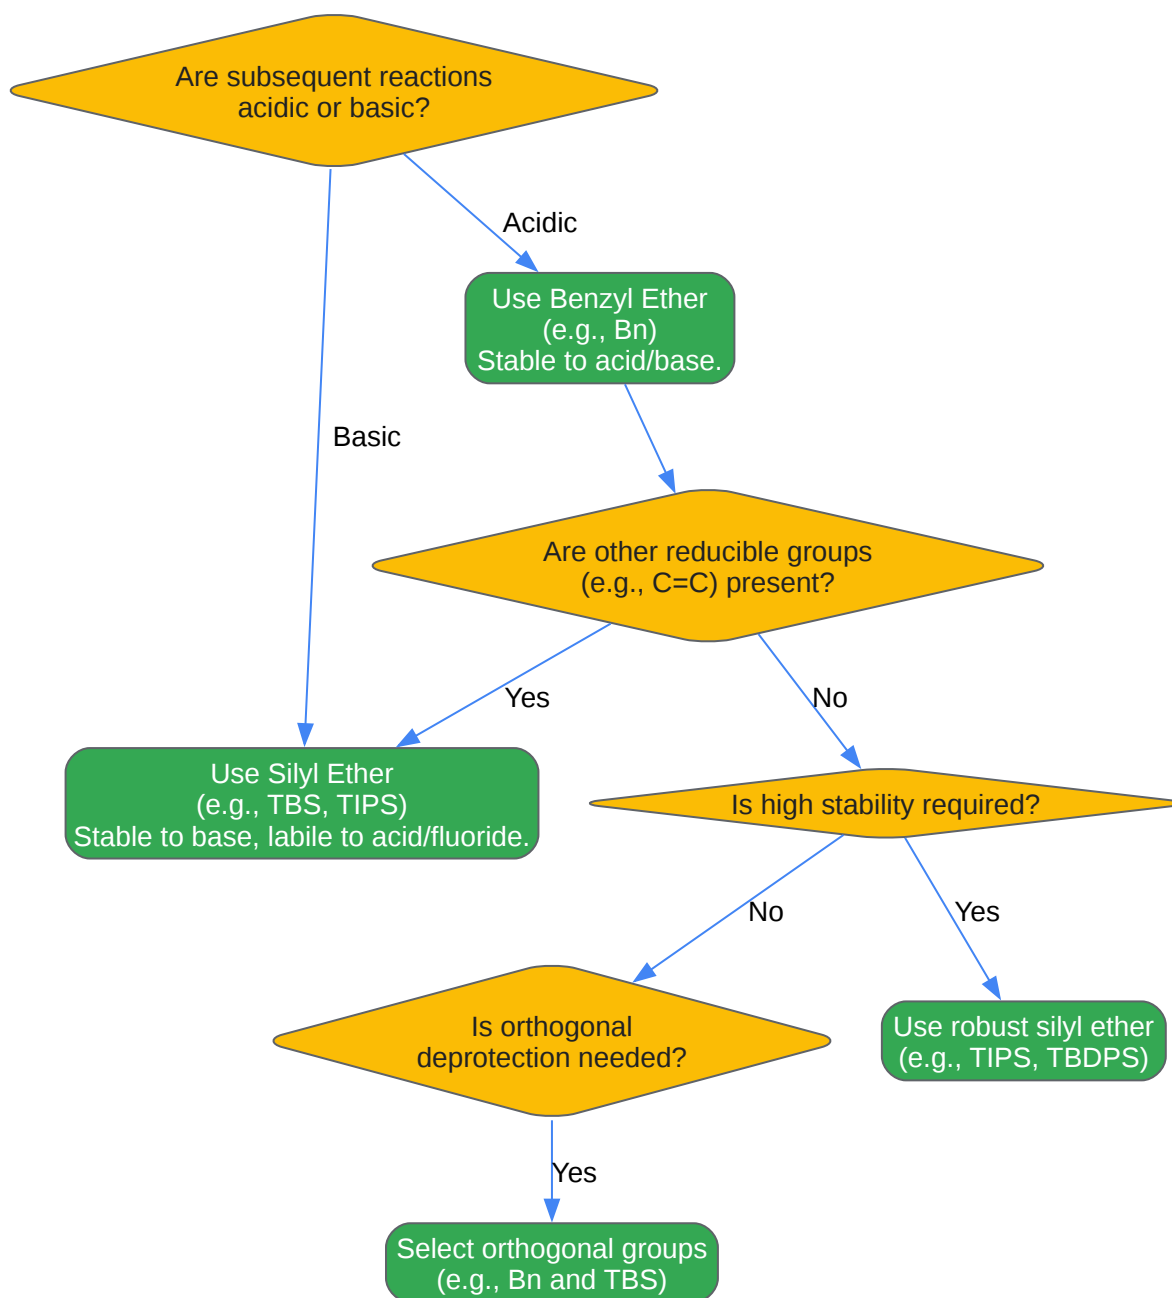 Are subsequent reactions
acidic or basic?
Acidic
Use Benzyl Ether
(e.g., Bn)
Stable to acid/base.
Basic
Are other reducible groups
(e.g., C=C) present?
Yes
No
Use Silyl Ether
(e.g., TBS, TIPS)
Stable to base, labile to acid/fluoride.
Is high stability required?
No
Yes
Is orthogonal
deprotection needed?
Use robust silyl ether
(e.g., TIPS, TBDPS)
Yes
Select orthogonal groups
(e.g., Bn and TBS)